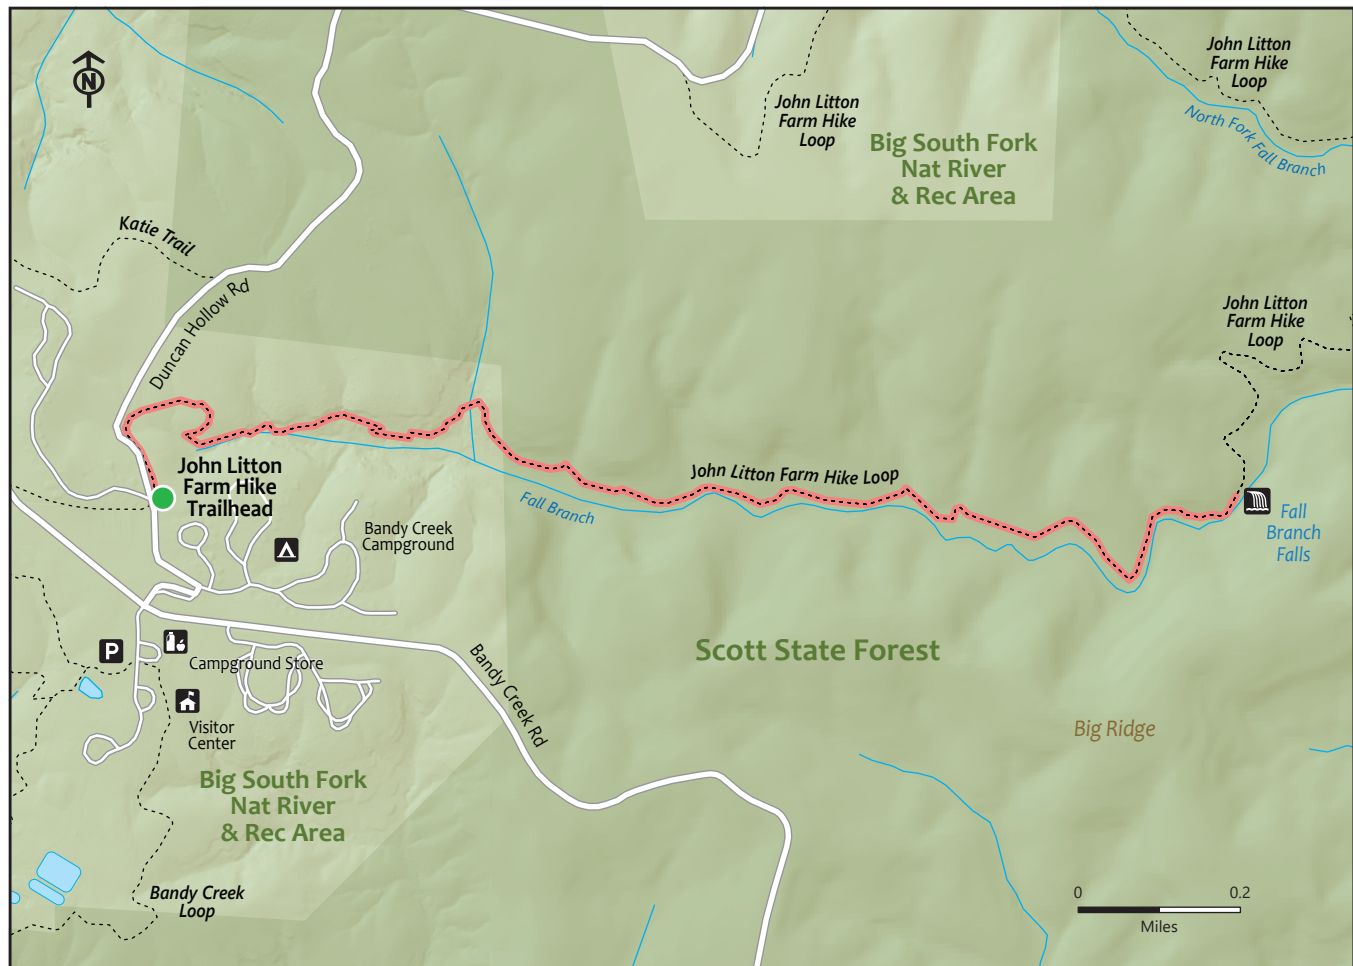 N
John Litton
Farm Hike
Loop
Big South Fork
Nat River
& Rec Area
John Litton
Farm Hike
Loop
North Fork Fall Branch
Katie Trail
Duncan Hollow Rd
John Litton
Farm Hike
Loop
John Litton
Farm Hike
Trailhead
John Litton Farm Hike Loop
Fall Branch
Fall
Branch
Falls
Bandy Creek
Campground
P
Campground Store
Visitor
Center
Bandy Creek Rd
Scott State Forest
Big Ridge
Big South Fork
Nat River
& Rec Area
Bandy Creek
Loop
0 0.2
Miles